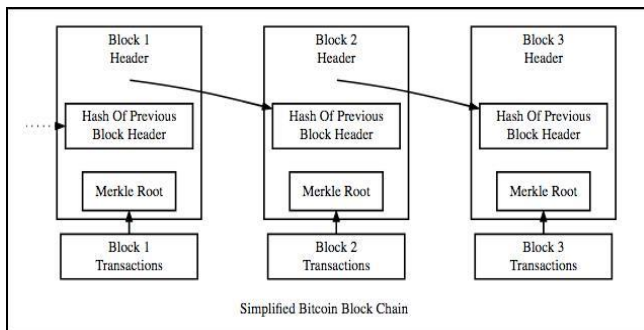 Block 1
Header
Hash Of Previous
Block Header
Merkle Root
Block 1
Transactions
Block 2
Header
Hash Of Previous
Block Header
Merkle Root
Block 2
Transactions
Block 3
Header
Hash Of Previous
Block Header
Merkle Root
Block 3
Transactions
Simplified Bitcoin Block Chain